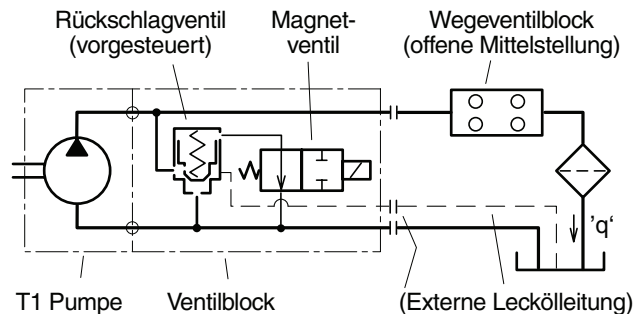 Rückschlagventil
(vorgesteuert)
Magnet-
ventil
Wegeventilblock
(offene Mittelstellung)
'q'
T1 Pumpe
Ventilblock
(Externe Leckölleitung)